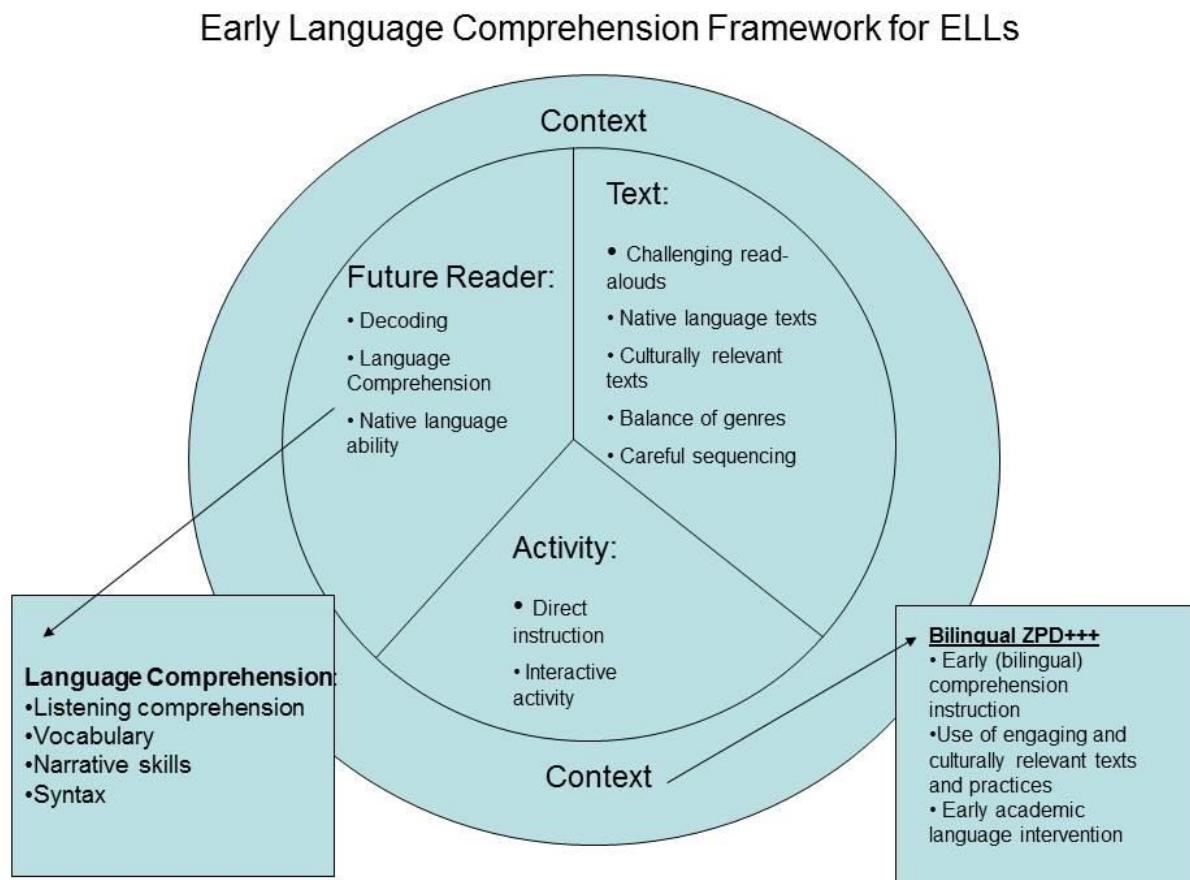 Early Language Comprehension Framework for ELLs
Context
Future Reader:
• Decoding
• Language
Comprehension
• Native language
ability
Text:
• Challenging read-
alouds
• Native language texts
• Culturally relevant
texts
• Balance of genres
• Careful sequencing
Activity:
• Direct
instruction
• Interactive
activity
Context
Language Comprehension:
•Listening comprehension
•Vocabulary
•Narrative skills
•Syntax
Bilingual ZPD+++
• Early (bilingual)
comprehension
instruction
•Use of engaging and
culturally relevant texts
and practices
• Early academic
language intervention